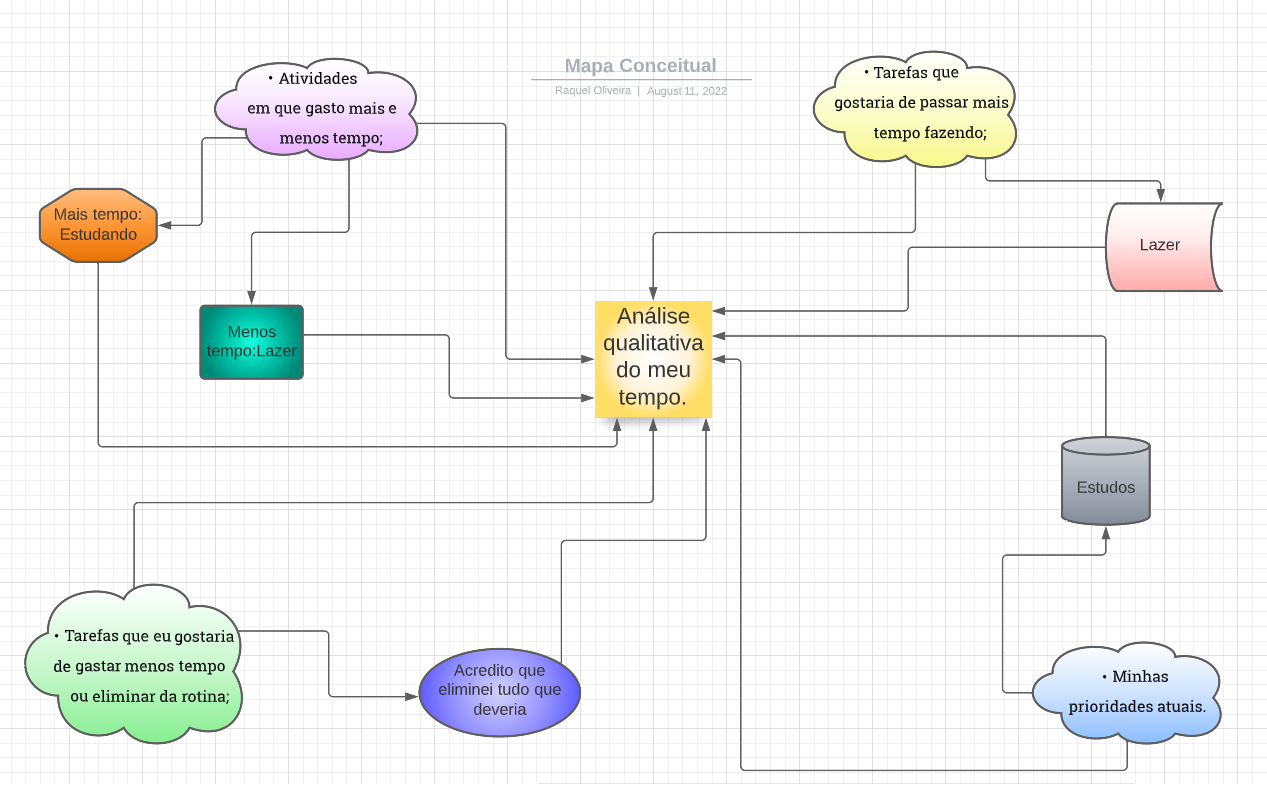 Mapa Conceitual
Raquel Oliveira | August 11, 2022
• Atividades
em que gasto mais e
menos tempo;
• Tarefas que
gostaria de passar mais
tempo fazendo;
Mais tempo:
Estudando
Lazer
Menos
tempo:Lazer
Análise
qualitativa
do meu
tempo.
Estudos
• Tarefas que eu gostaria
de gastar menos tempo
ou eliminar da rotina;
Acredito que
eliminei tudo que
deveria
• Minhas
prioridades atuais.